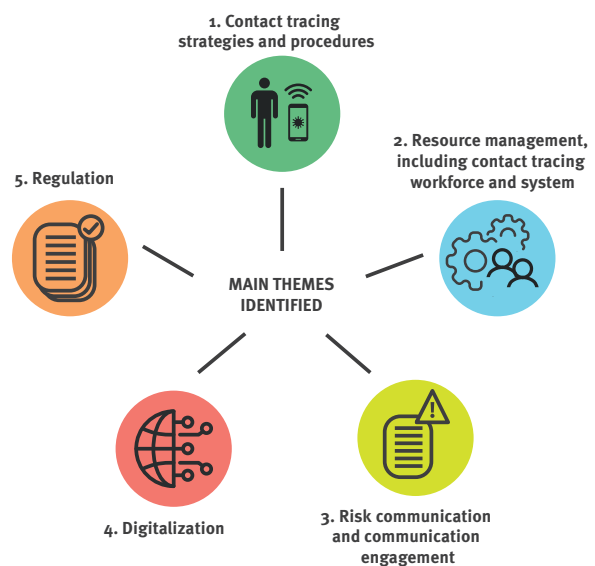 1. Contact tracing
strategies and procedures
2. Resource management,
including contact tracing
workforce and system
5. Regulation
MAIN THEMES
IDENTIFIED
4. Digitalization
3. Risk communication
and communication
engagement